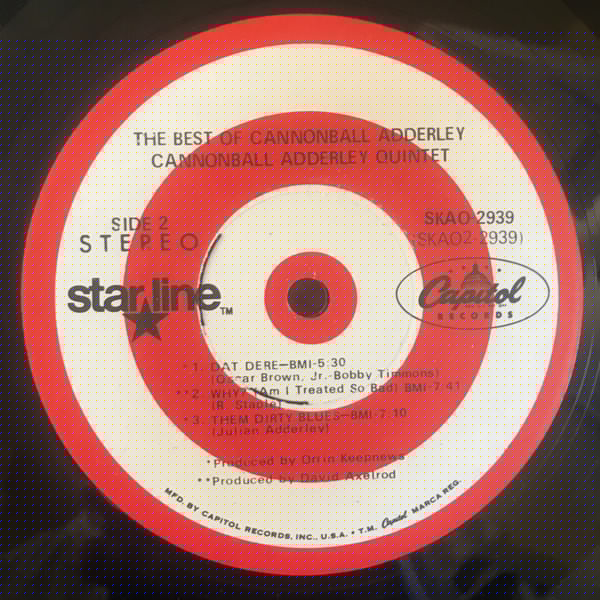 THE BEST OF CANNONBALL ADDERLEY
CANNONBALL ADDERLEY QUINTET
SIDE 2
STEREO
SKAO-2939
(SKAO2-2939)
starline™
Capitol
RECORDS
*1. DAT DERE—BMI-5:30
(Oscar Brown, Jr.-Bobby Timmons)
**2. WHY? (Am I Treated So Bad) BMI-7:41
(R. Staple)
*3. THEM DIRTY BLUES—BMI-7:10
(Julian Adderley)
*Produced by Orrin Keepnews
**Produced by David Axelrod
MFD. BY CAPITOL RECORDS, INC., U.S.A. • T.M. Capitol MARCA REG.